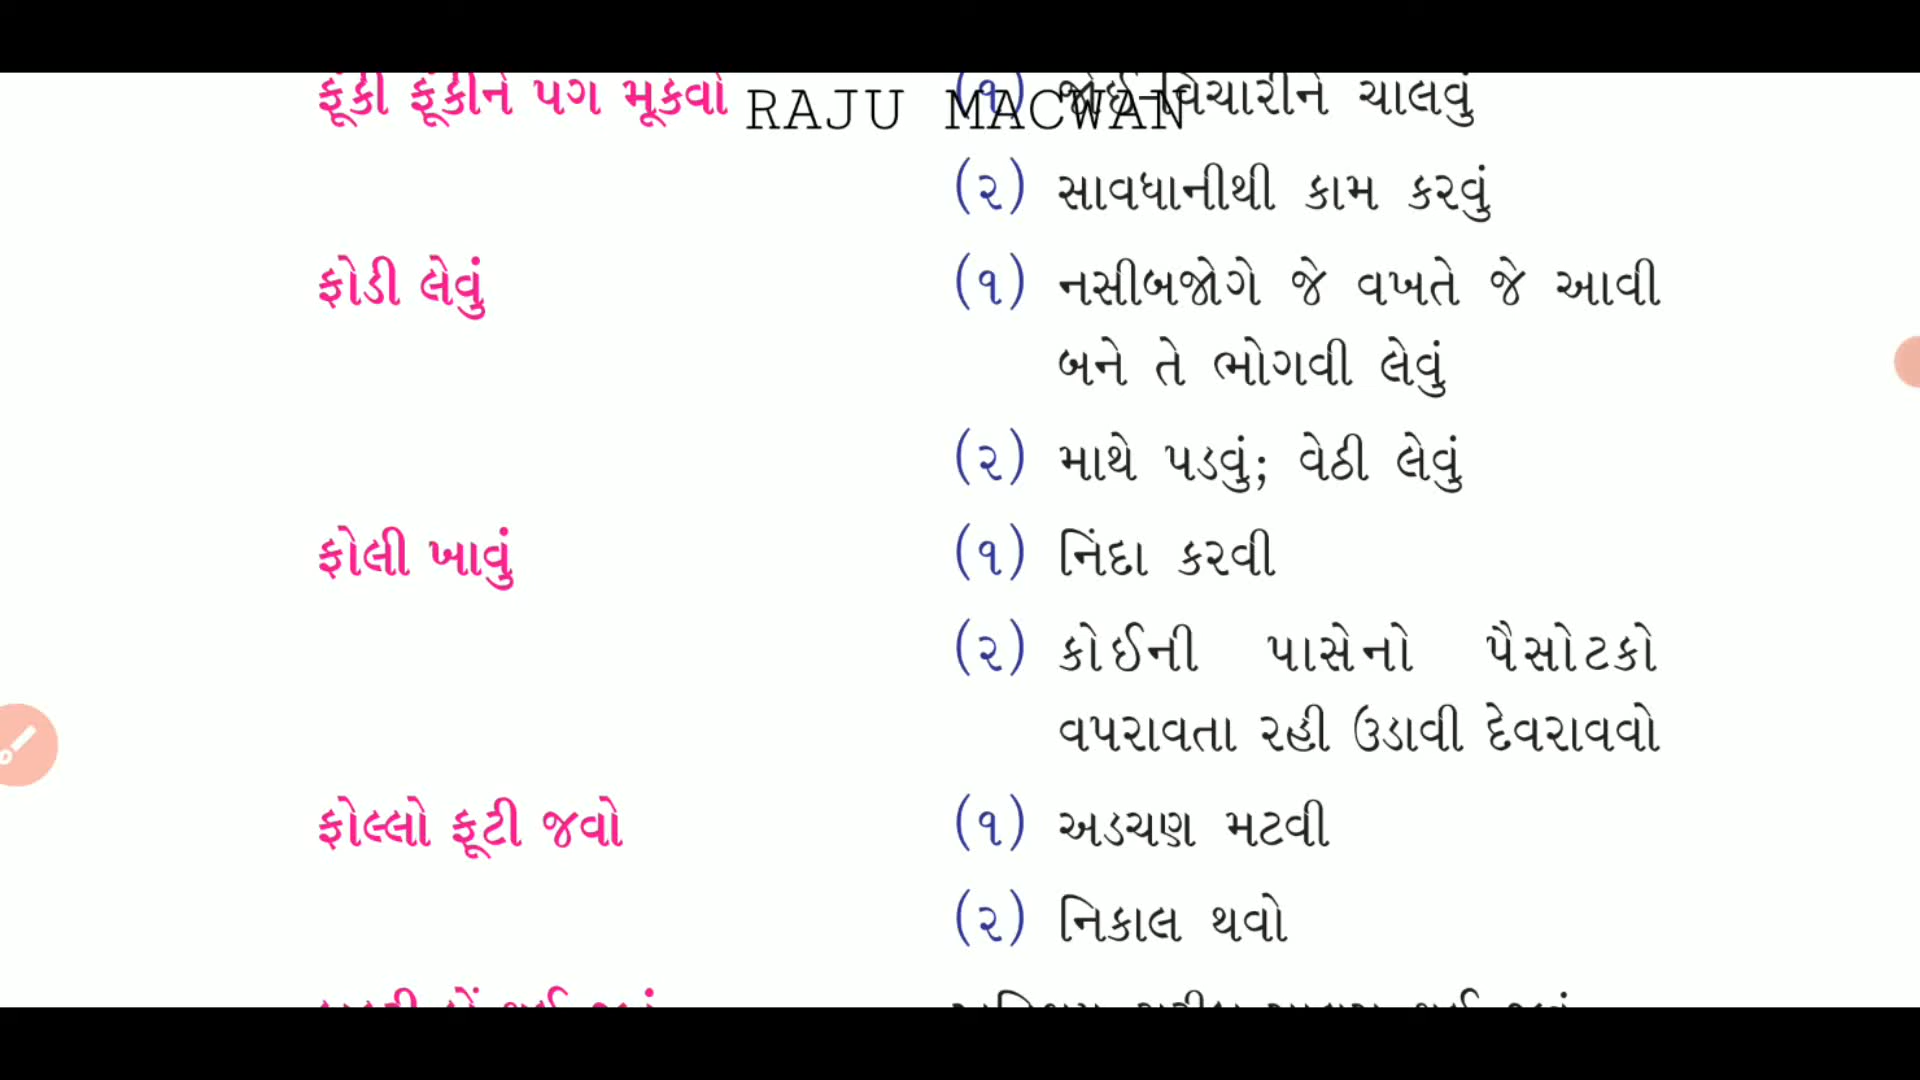 ફૂંકી ફૂંકીને પગ મૂકવો (૧) જોઈ-વિચારીને ચાલવું
RAJU MACWAN
(૨) સાવધાનીથી કામ કરવું
ફોડી લેવું (૧) નસીબજોગે જે વખતે જે આવી
બને તે ભોગવી લેવું
(૨) માથે પડવું; વેઠી લેવું
ફોલી ખાવું (૧) નિંદા કરવી
(૨) કોઈની પાસેનો પૈસોટકો
વપરાવતા રહી ઉડાવી દેવરાવવો
ફોલ્લો ફૂટી જવો (૧) અડચણ મટવી
(૨) નિકાલ થવો